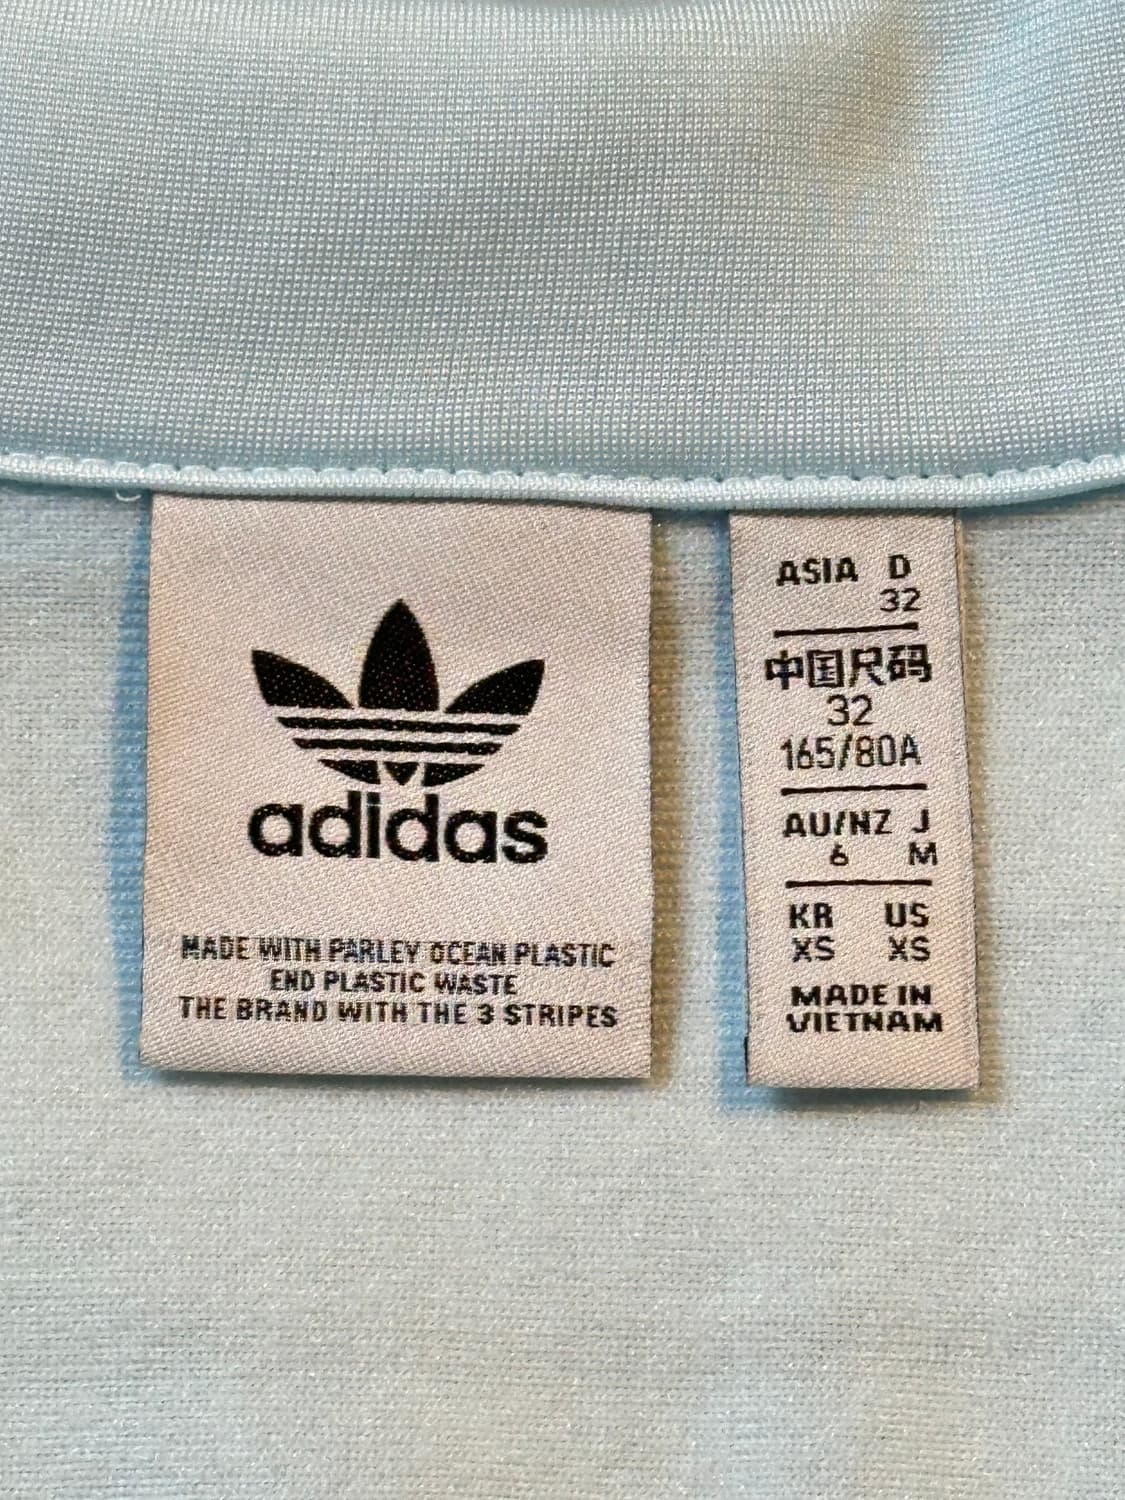 adidas
MADE WITH PARLEY OCEAN PLASTIC
END PLASTIC WASTE
THE BRAND WITH THE 3 STRIPES
ASIA D
32
中国尺码
32
165/80A
AU/NZ J
6 M
KR US
XS XS
MADE IN
VIETNAM